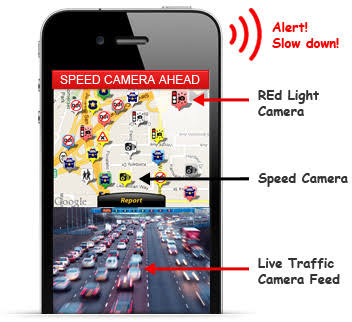 Alert!
Slow down!
SPEED CAMERA AHEAD
REd Light
Camera
Speed Camera
Google
Report
Live Traffic
Camera Feed